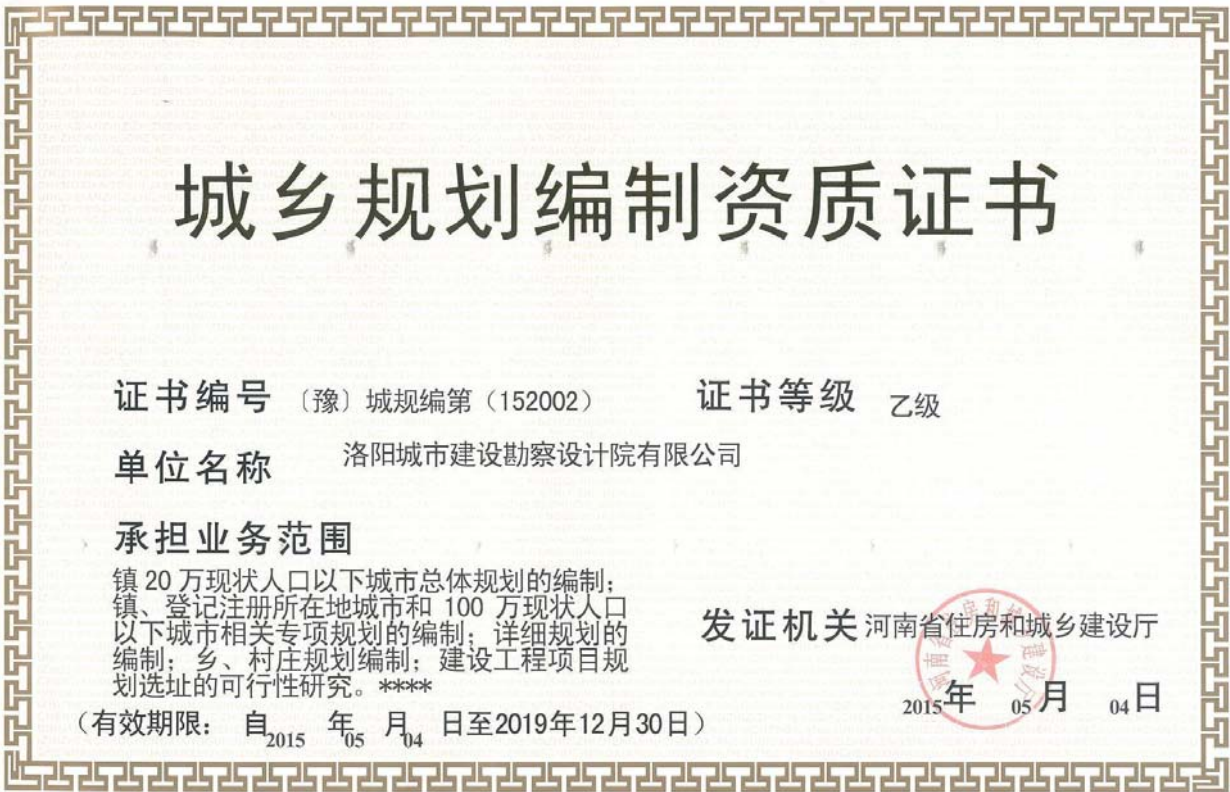 城乡规划编制资质证书
证书编号 〔豫〕城规编第（152002） 证书等级 乙级
单位名称 洛阳城市建设勘察设计院有限公司
承担业务范围
镇20万现状人口以下城市总体规划的编制；
镇、登记注册所在地城市和100万现状人口
以下城市相关专项规划的编制；详细规划的
编制；乡、村庄规划编制；建设工程项目规
划选址的可行性研究。****
发证机关 河南省住房和城乡建设厅
2015年 05月 04日
（有效期限： 自2015年05月04日至2019年12月30日）